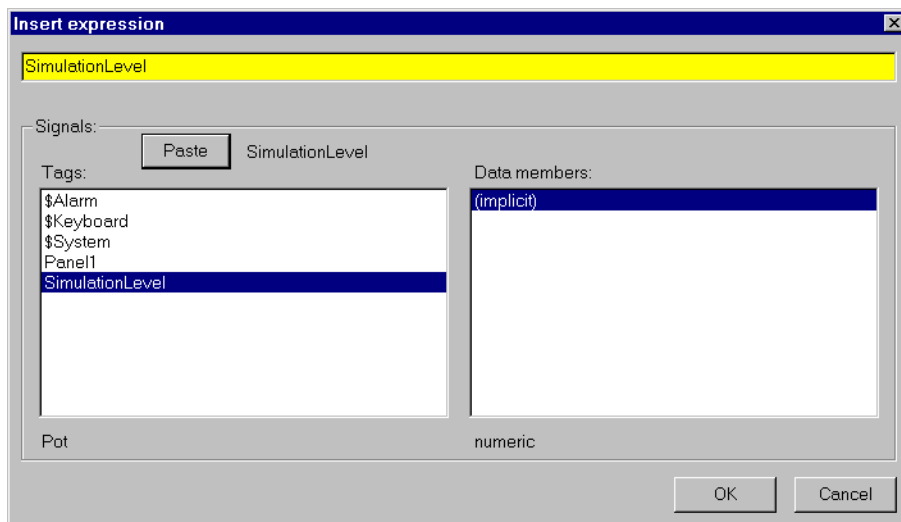 Insert expression
SimulationLevel
Signals:
Paste SimulationLevel
Tags: Data members:
$Alarm (implicit)
$Keyboard
$System
Panel1
SimulationLevel
Pot numeric
OK Cancel